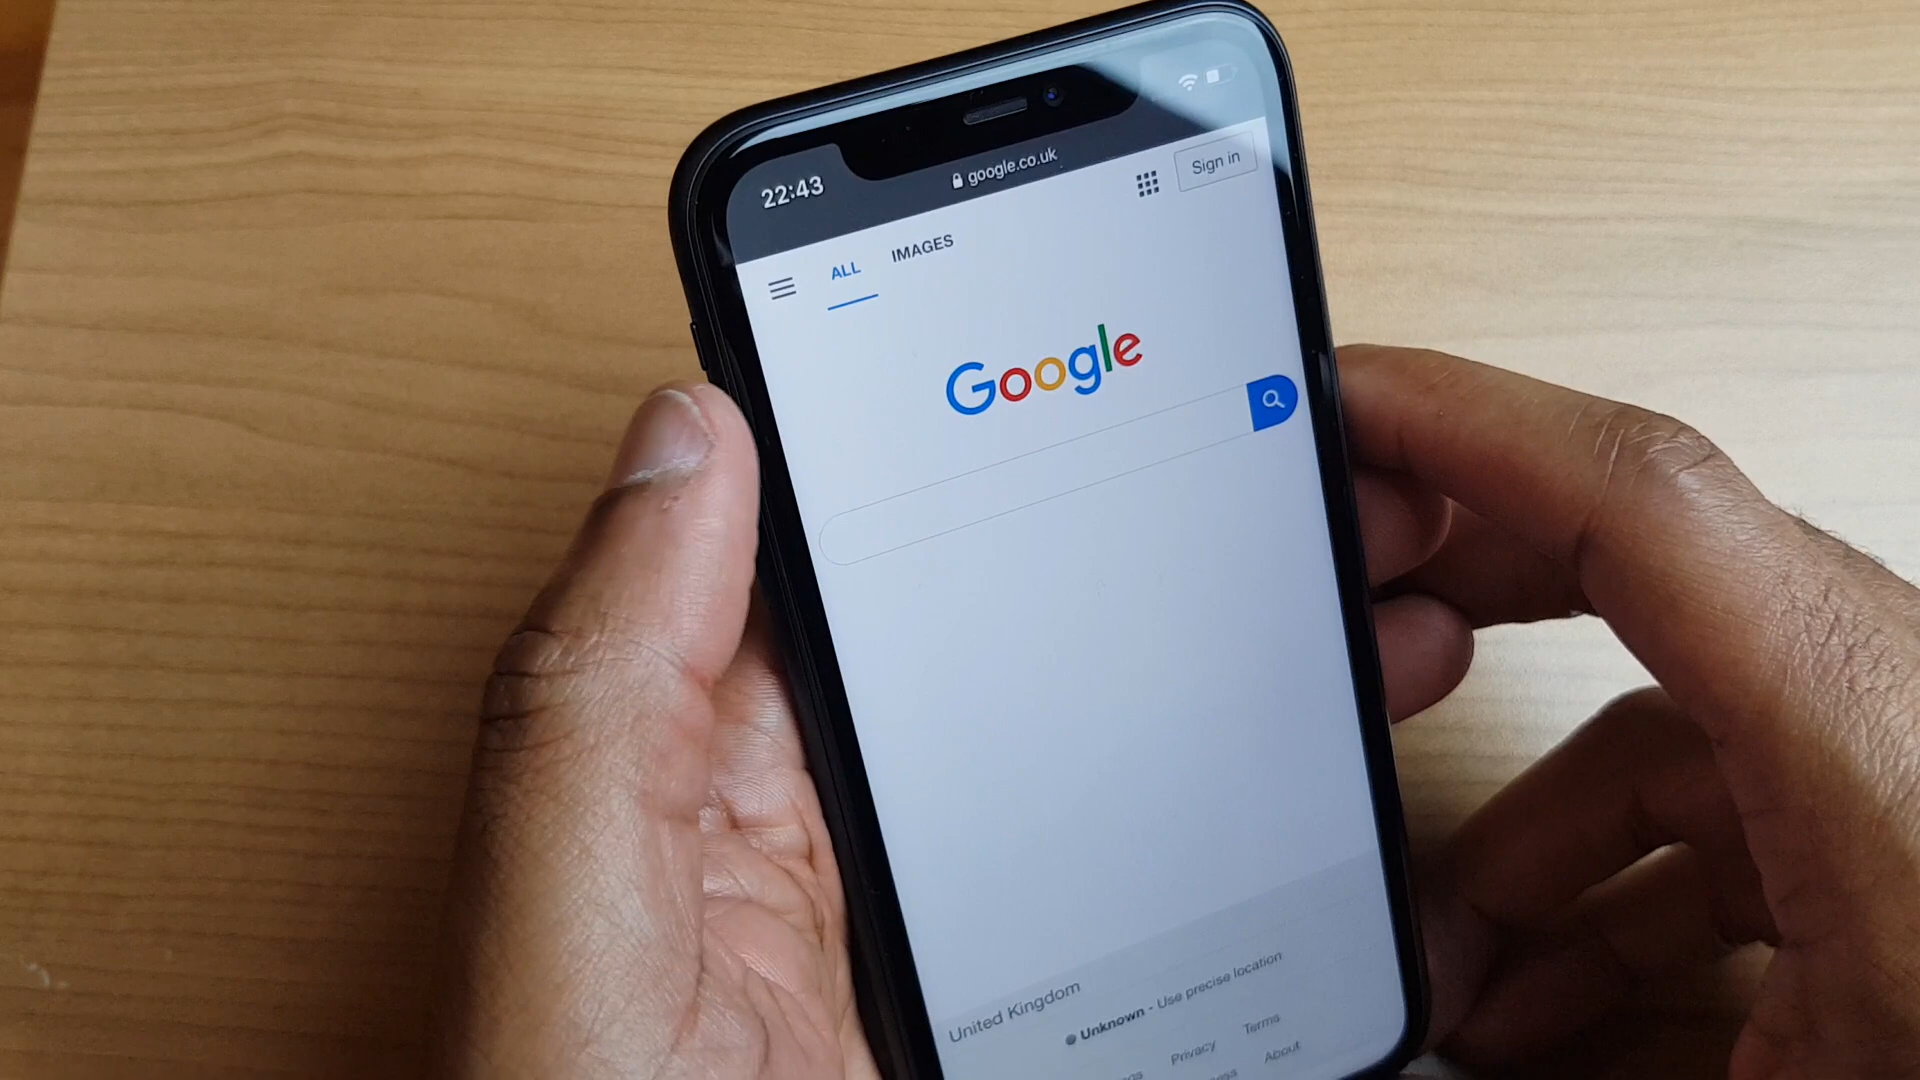 22:43
google.co.uk
Sign in
ALL IMAGES
Google
United Kingdom
Unknown - Use precise location
Privacy Terms
About